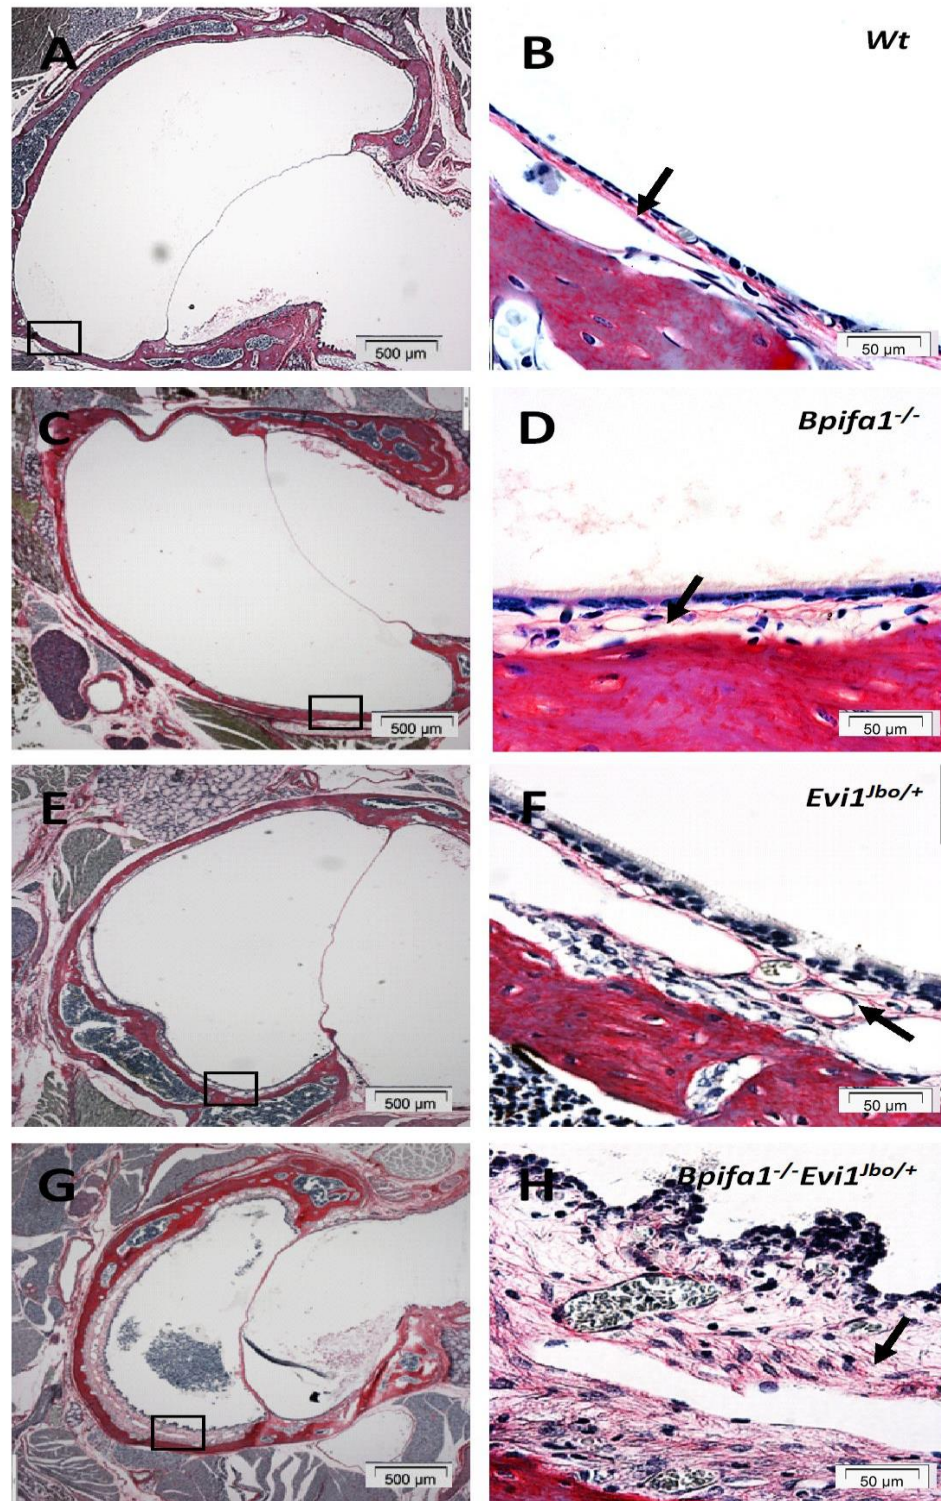 A
500 µm
B
Wt
50 µm
C
500 µm
D
Bpifa1-/-
50 µm
E
500 µm
F
Evi1Jbo/+
50 µm
G
500 µm
H
Bpifa1-/-Evi1Jbo/+
50 µm